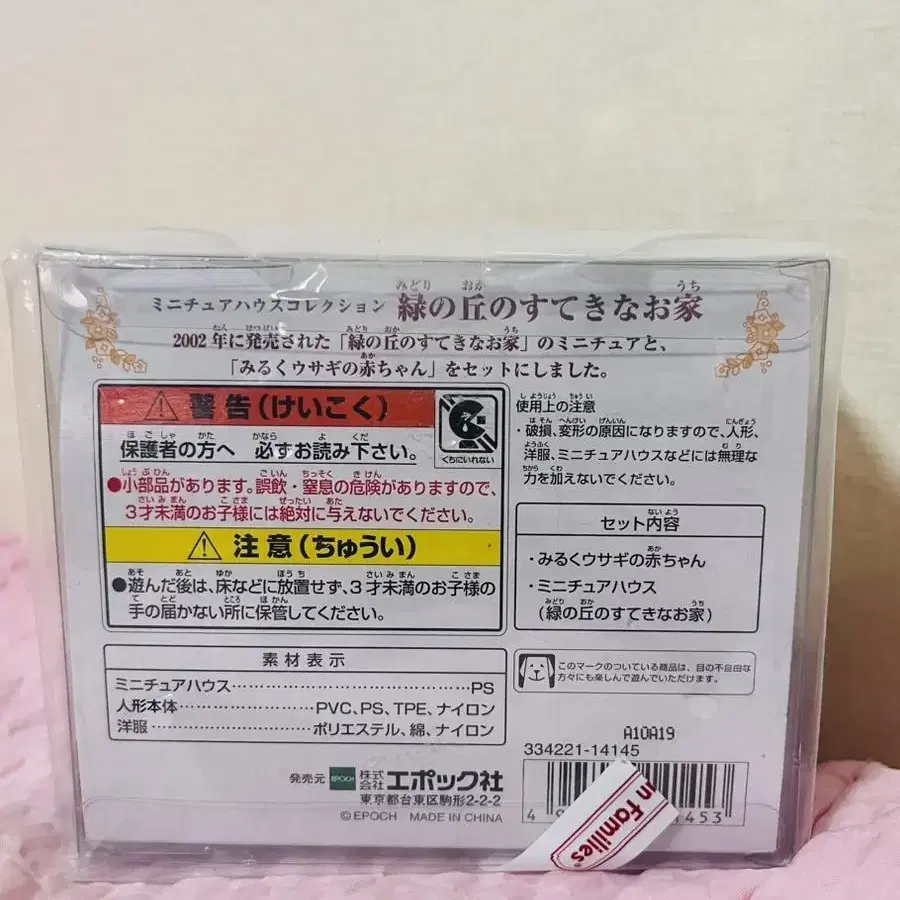 ミニチュアハウスコレクション 緑の丘のすてきなお家
2002年に発売された「緑の丘のすてきなお家」のミニチュアと、
「みるくウサギの赤ちゃん」をセットにしました。
警告(けいこく)
くちにいれない
保護者の方へ 必ずお読み下さい。
●小部品があります。誤飲・窒息の危険がありますので、
3才未満のお子様には絶対に与えないでください。
注意(ちゅうい)
●遊んだ後は、床などに放置せず、3才未満のお子様の
手の届かない所に保管してください。
使用上の注意
・破損、変形の原因になりますので、人形、
洋服、ミニチュアハウスなどには無理な
力を加えないでください。
セット内容
・みるくウサギの赤ちゃん
・ミニチュアハウス
(緑の丘のすてきなお家)
素材表示
ミニチュアハウス…………………………PS
人形本体……………PVC、PS、TPE、ナイロン
洋服………………ポリエステル、綿、ナイロン
このマークのついている商品は、目の不自由な
方々にも楽しんで遊んでいただけます。
A10A19
334221-14145
発売元 EPOCH 株式会社 エポック社
東京都台東区駒形2-2-2
©EPOCH MADE IN CHINA
4 453
n Families